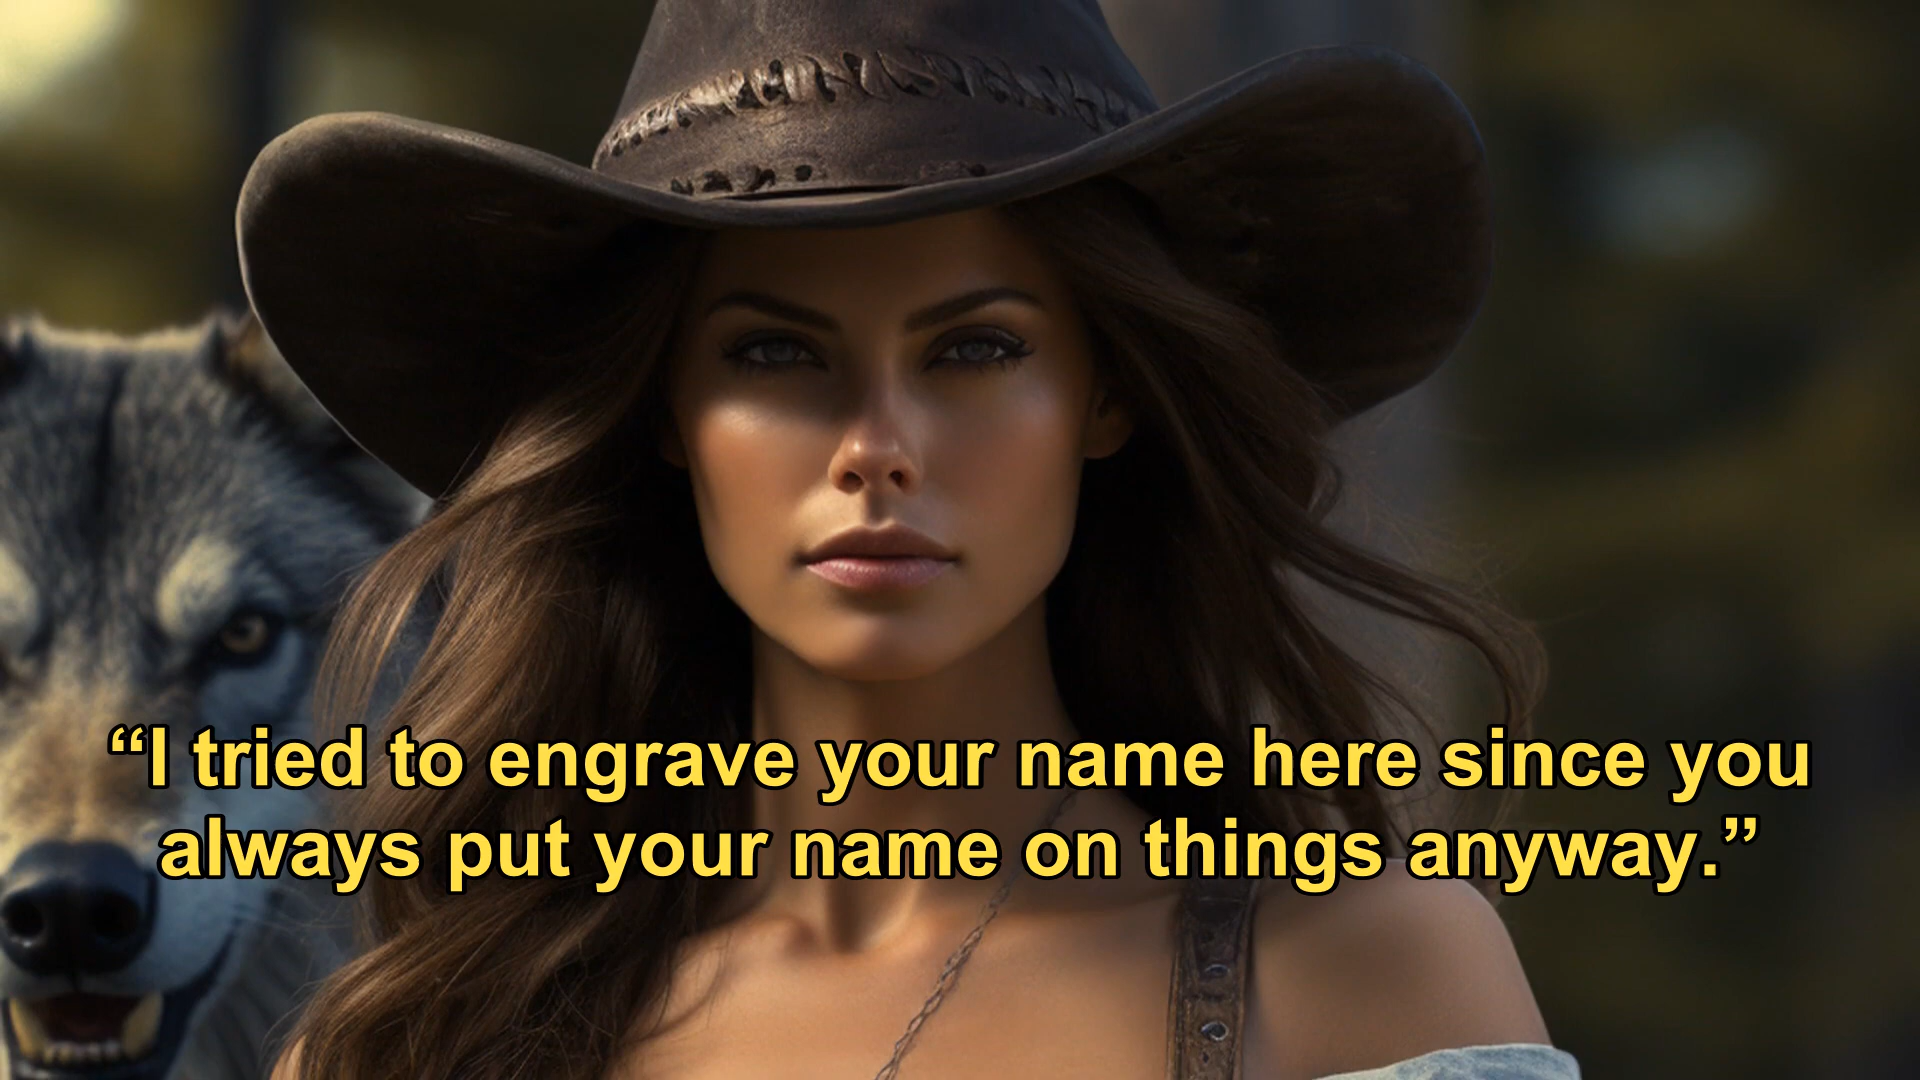 “I tried to engrave your name here since you
always put your name on things anyway.”